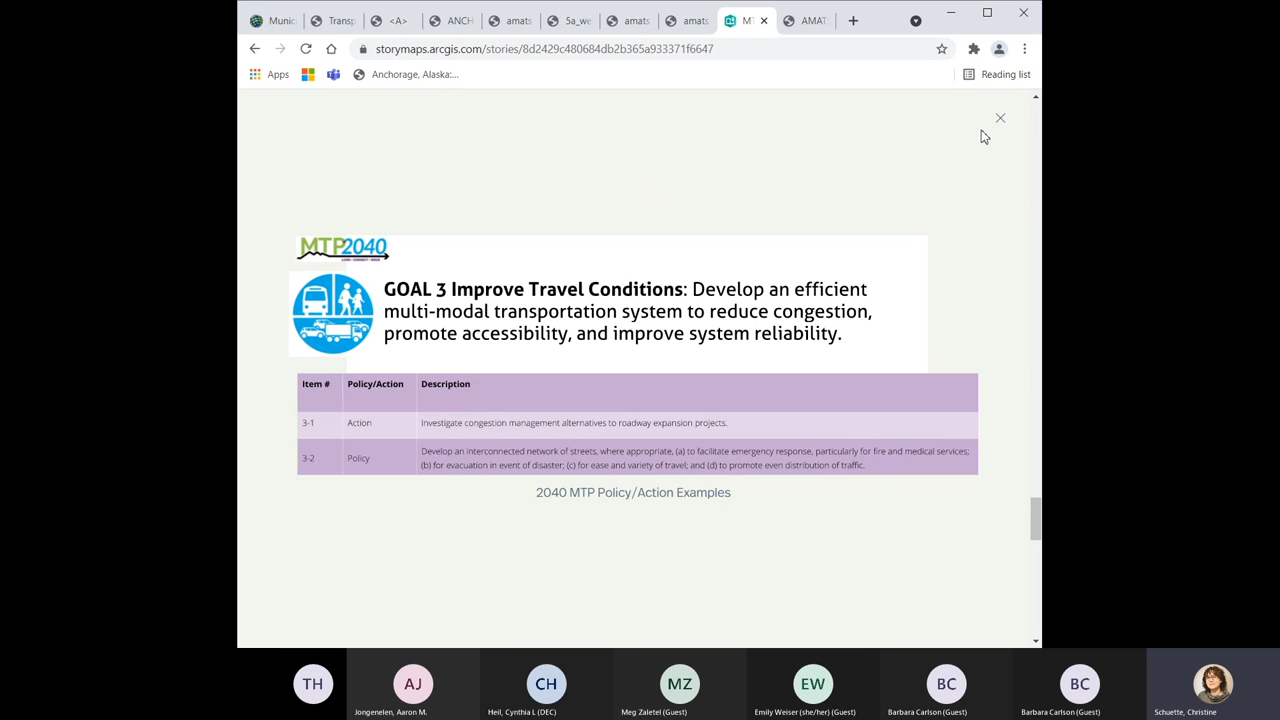 Munic
Transp
<A>
ANCH
amats
5a_we
amats
amats
MT
AMAT
storymaps.arcgis.com/stories/8d2429c480684db2b365a933371f6647
Apps
Anchorage, Alaska:...
Reading list
MTP2040
GOAL 3 Improve Travel Conditions: Develop an efficient
multi-modal transportation system to reduce congestion,
promote accessibility, and improve system reliability.
Item # Policy/Action Description
3-1 Action Investigate congestion management alternatives to roadway expansion projects.
3-2 Policy Develop an interconnected network of streets, where appropriate, (a) to facilitate emergency response, particularly for fire and medical services;
(b) for evacuation in event of disaster; (c) for ease and variety of travel; and (d) to promote even distribution of traffic.
2040 MTP Policy/Action Examples
TH
AJ
CH
MZ
EW
BC
BC
Jongenelen, Aaron M.
Heil, Cynthia L (DEC)
Meg Zaletel (Guest)
Emily Weiser (she/her) (Guest)
Barbara Carlson (Guest)
Barbara Carlson (Guest)
Schuette, Christine